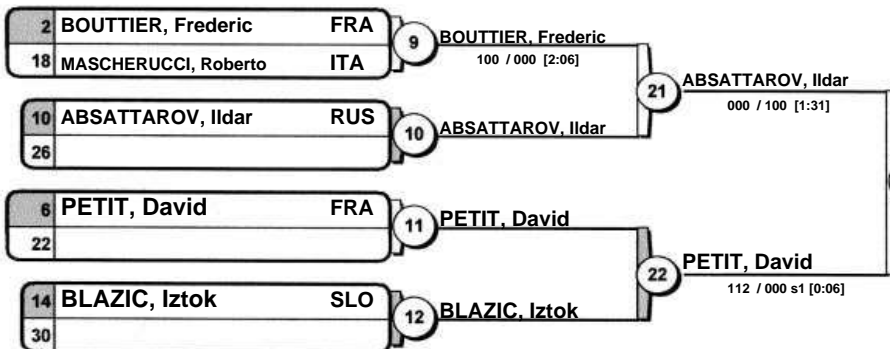 2 BOUTTIER, Frederic FRA
18 MASCHERUCCI, Roberto ITA
9
BOUTTIER, Frederic
100 / 000 [2:06]
10 ABSATTAROV, Ildar RUS
26
10
ABSATTAROV, Ildar
21
ABSATTAROV, Ildar
000 / 100 [1:31]
6 PETIT, David FRA
22
11
PETIT, David
14 BLAZIC, Iztok SLO
30
12
BLAZIC, Iztok
22
PETIT, David
112 / 000 s1 [0:06]